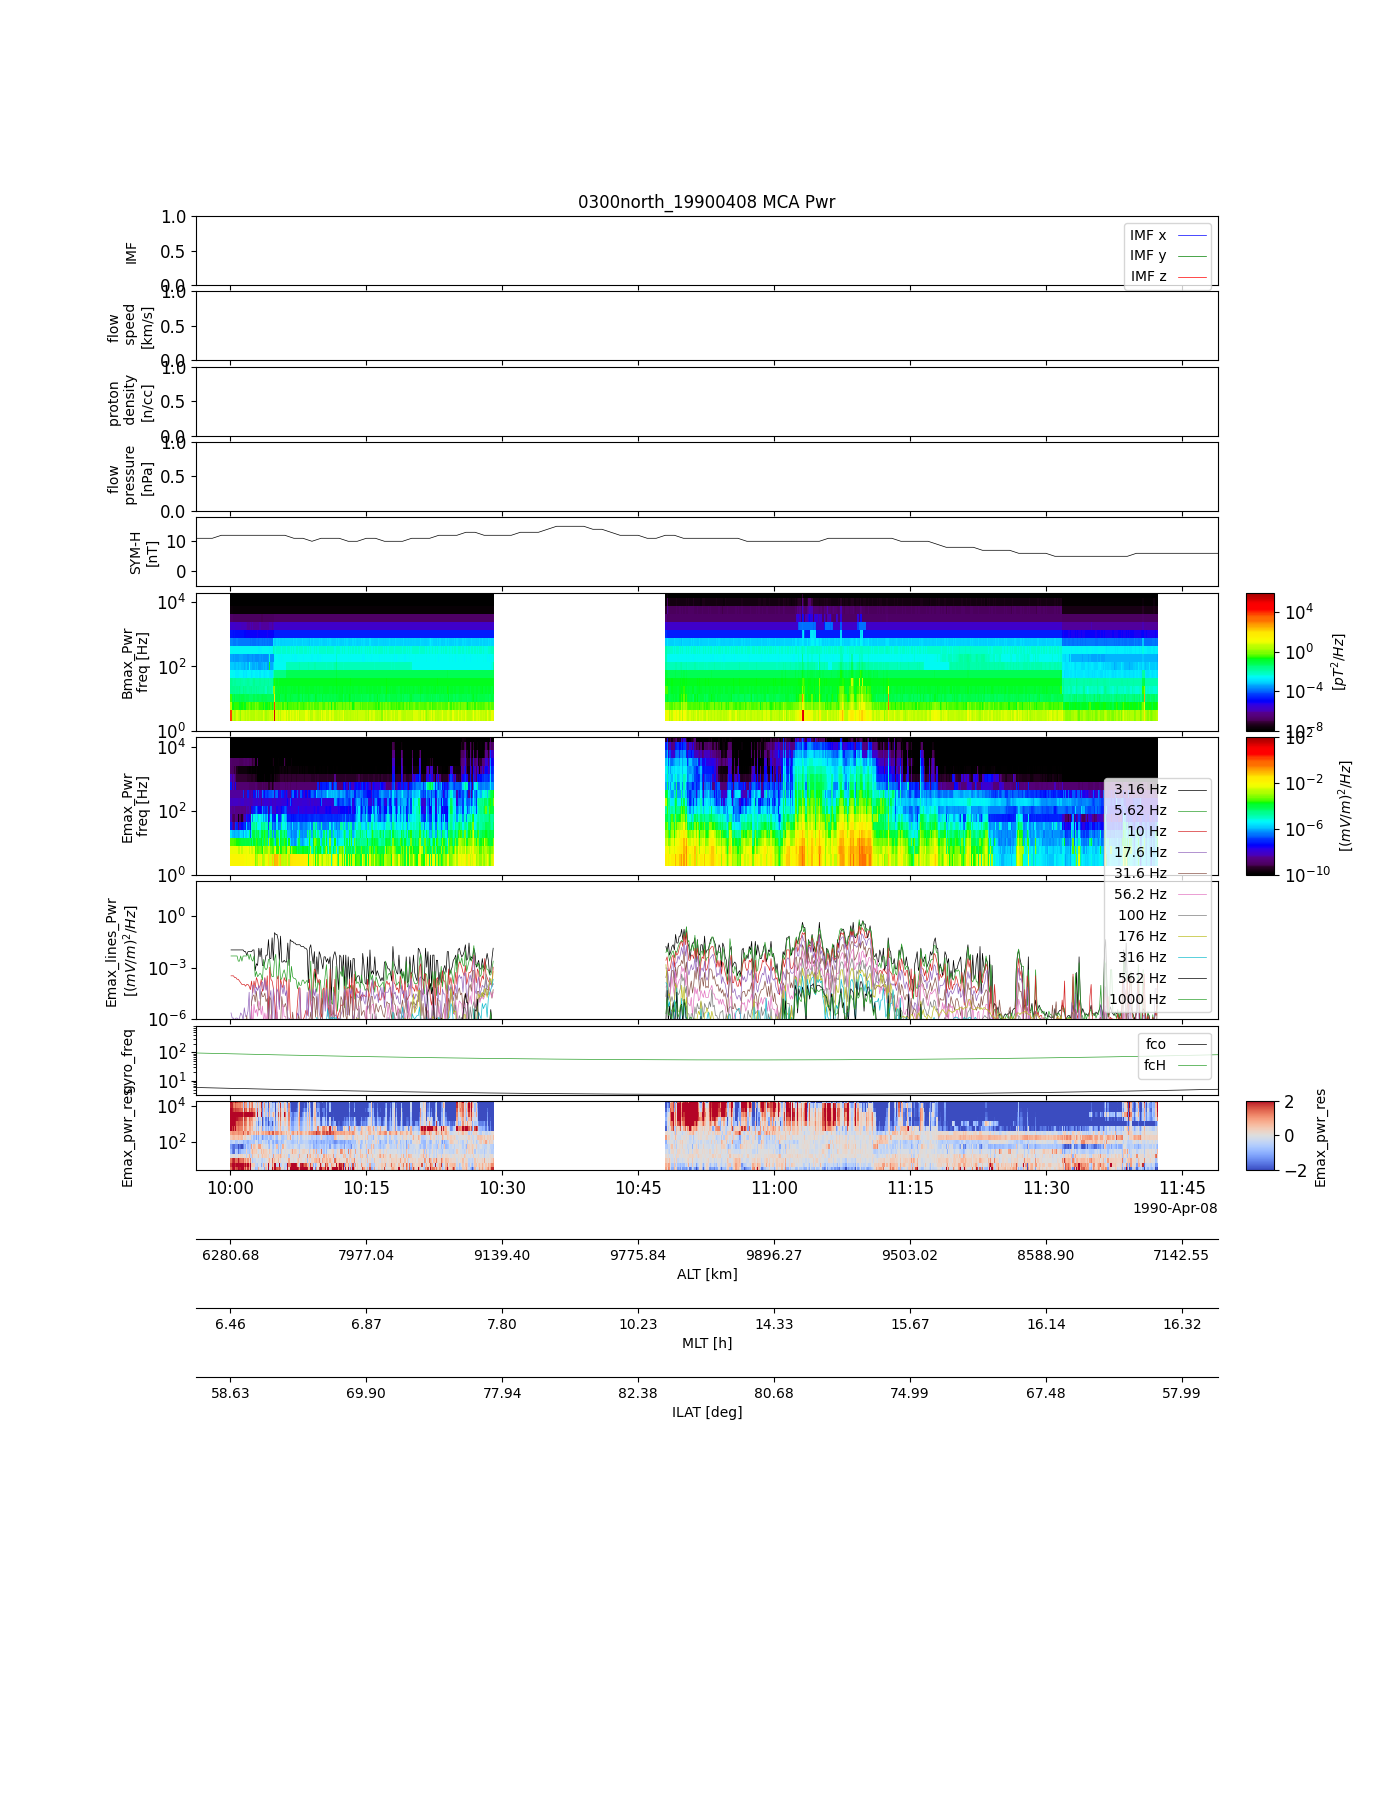 0300north_19900408 MCA Pwr
1.0
0.5
0.0
IMF
IMF x
IMF y
IMF z
1.0
0.5
0.0
flow
speed
[km/s]
1.0
0.5
0.0
proton
density
[n/cc]
1.0
0.5
0.0
flow
pressure
[nPa]
10
0
SYM-H
[nT]
10^4
10^2
10^0
Bmax_Pwr
freq [Hz]
10^4
10^0
10^-4
10^-8
[pT^2/Hz]
10^4
10^2
10^0
Emax_Pwr
freq [Hz]
10^2
10^-2
10^-6
10^-10
[(mV/m)^2/Hz]
3.16 Hz
5.62 Hz
10 Hz
17.6 Hz
31.6 Hz
56.2 Hz
100 Hz
176 Hz
316 Hz
562 Hz
1000 Hz
10^0
10^-3
10^-6
Emax_lines_Pwr
[(mV/m)^2/Hz]
10^2
10^1
gyro_freq
fco
fcH
10^4
10^2
Emax_pwr_res
2
0
−2
Emax_pwr_res
10:00 10:15 10:30 10:45 11:00 11:15 11:30 11:45
1990-Apr-08
6280.68 7977.04 9139.40 9775.84 9896.27 9503.02 8588.90 7142.55
ALT [km]
6.46 6.87 7.80 10.23 14.33 15.67 16.14 16.32
MLT [h]
58.63 69.90 77.94 82.38 80.68 74.99 67.48 57.99
ILAT [deg]